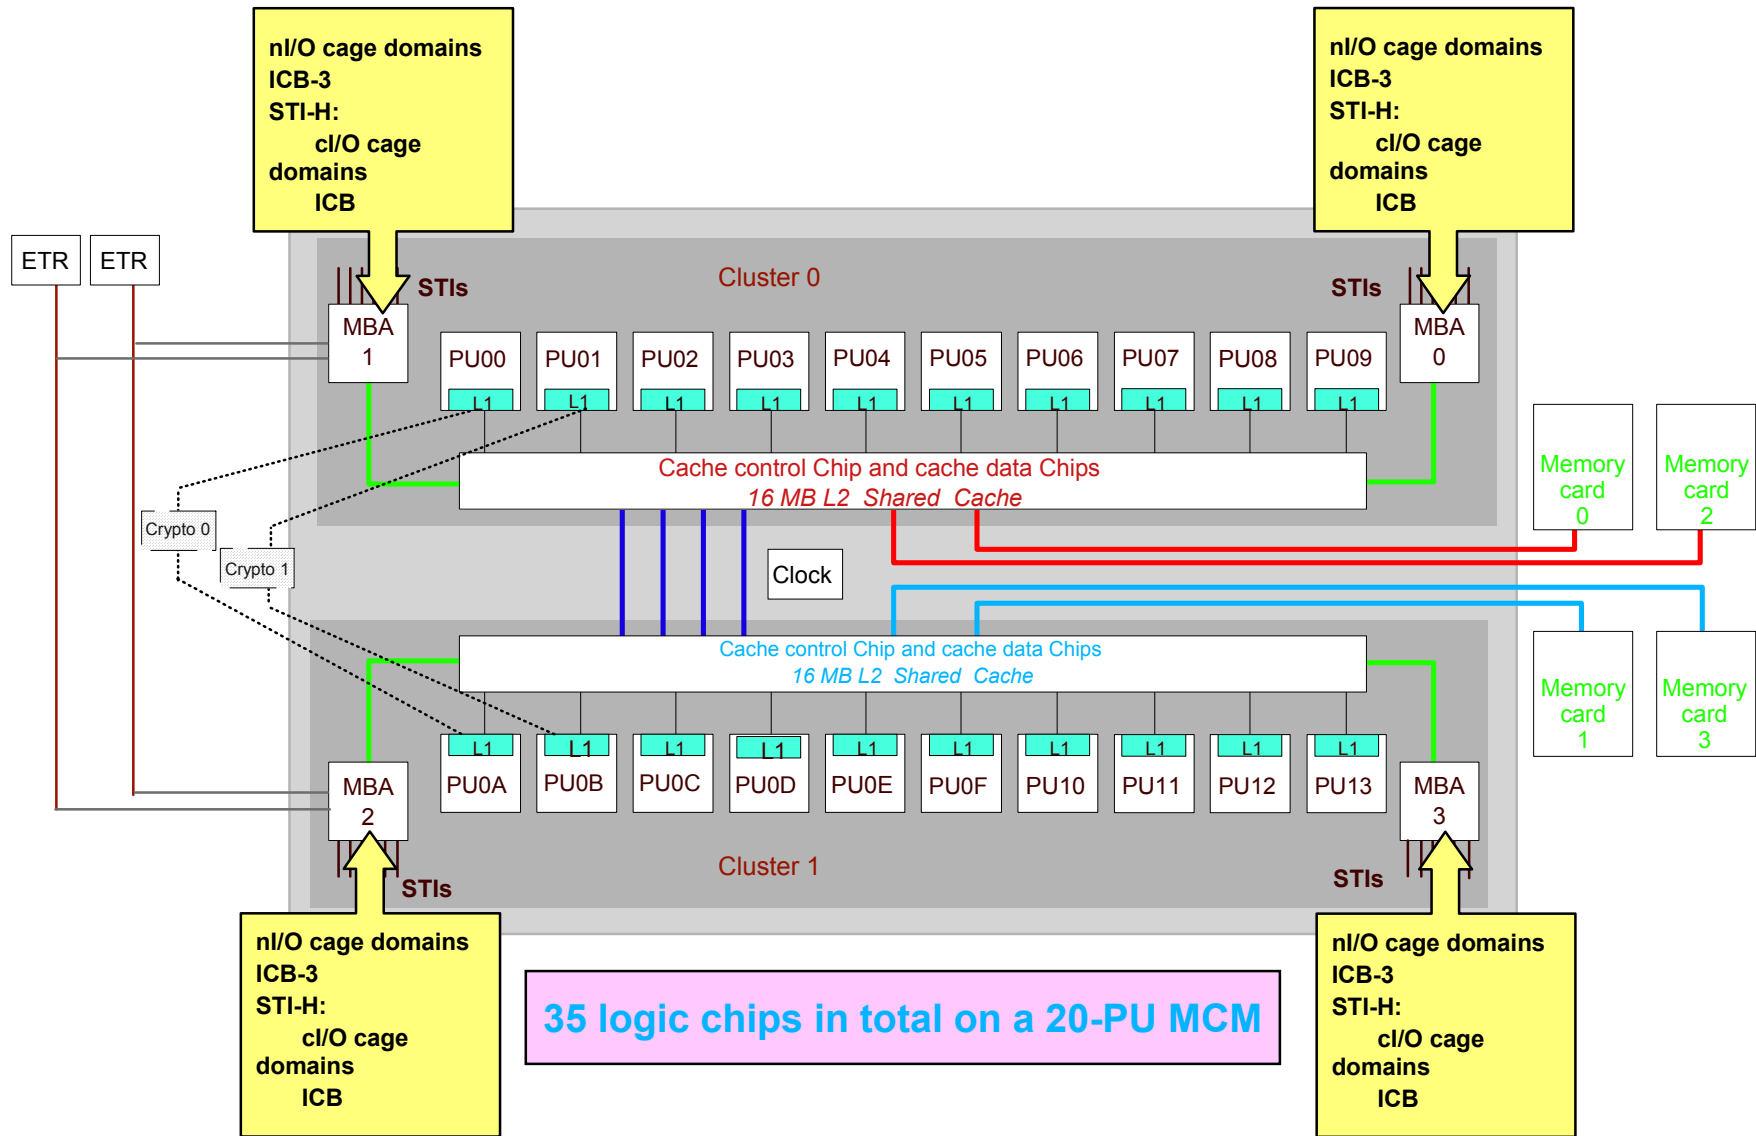 nI/O cage domains
ICB-3
STI-H:
cI/O cage
domains
ICB
nI/O cage domains
ICB-3
STI-H:
cI/O cage
domains
ICB
ETR
ETR
STIs
Cluster 0
STIs
MBA
1
MBA
0
PU00
PU01
PU02
PU03
PU04
PU05
PU06
PU07
PU08
PU09
L1
L1
L1
L1
L1
L1
L1
L1
L1
L1
Cache control Chip and cache data Chips
16 MB L2 Shared Cache
Memory
card
0
Memory
card
2
Crypto 0
Crypto 1
Clock
Cache control Chip and cache data Chips
16 MB L2 Shared Cache
Memory
card
1
Memory
card
3
L1
L1
L1
L1
L1
L1
L1
L1
L1
L1
PU0A
PU0B
PU0C
PU0D
PU0E
PU0F
PU10
PU11
PU12
PU13
MBA
2
MBA
3
STIs
Cluster 1
STIs
nI/O cage domains
ICB-3
STI-H:
cI/O cage
domains
ICB
35 logic chips in total on a 20-PU MCM
nI/O cage domains
ICB-3
STI-H:
cI/O cage
domains
ICB